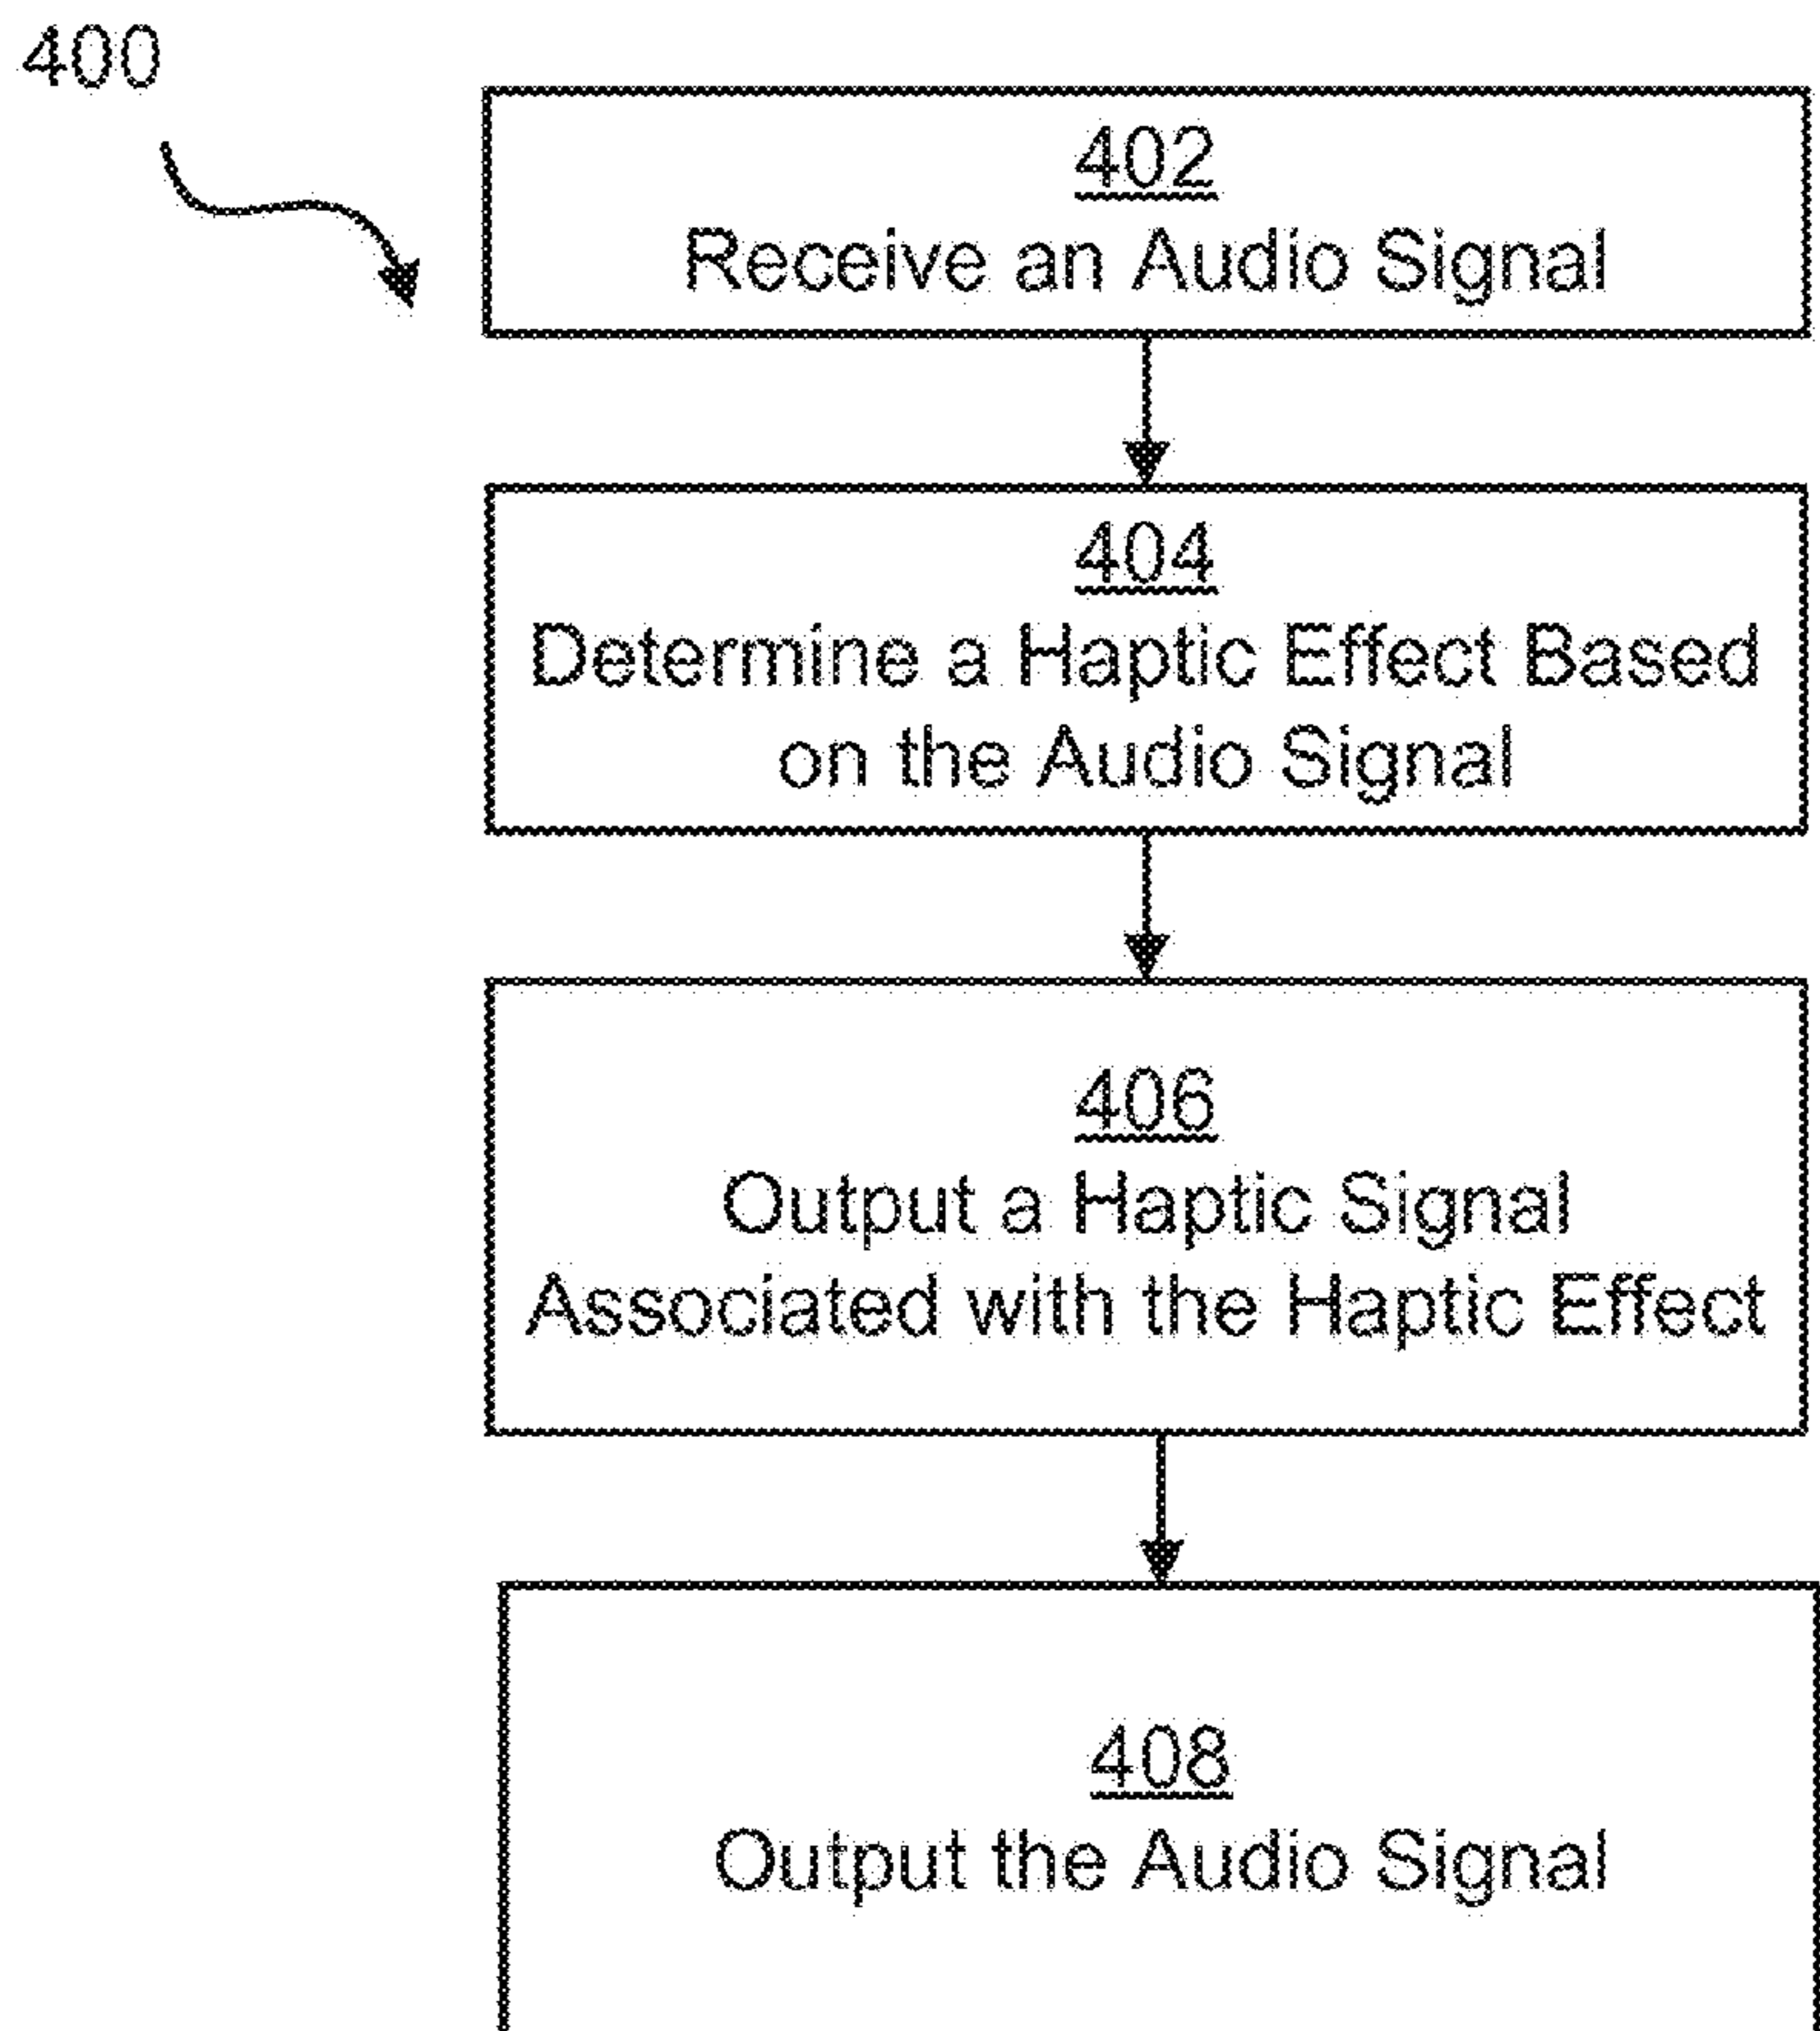 400
402
Receive an Audio Signal
404
Determine a Haptic Effect Based
on the Audio Signal
406
Output a Haptic Signal
Associated with the Haptic Effect
408
Output the Audio Signal